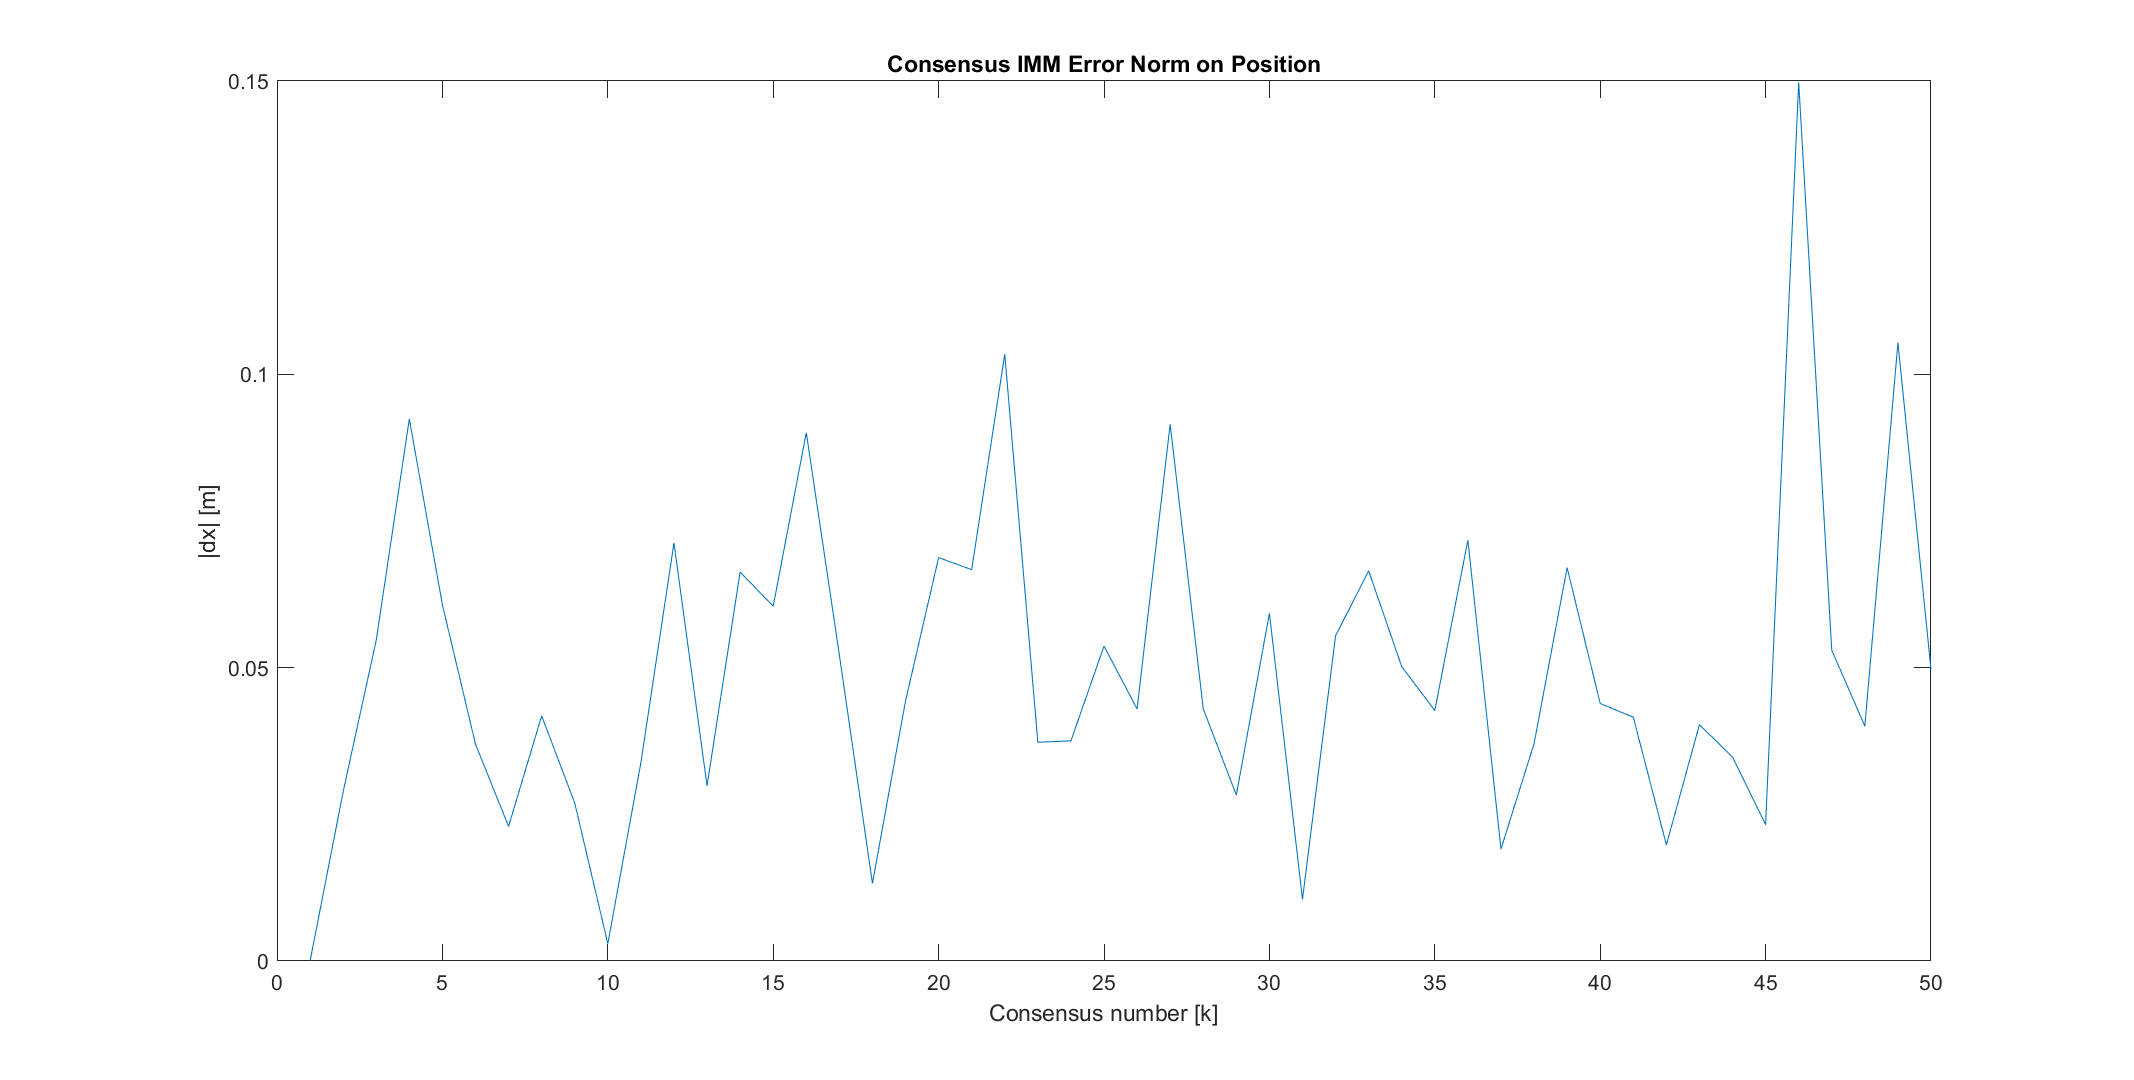 Consensus IMM Error Norm on Position
0.15
0.1
0.05
0
|dx| [m]
0 5 10 15 20 25 30 35 40 45 50
Consensus number [k]